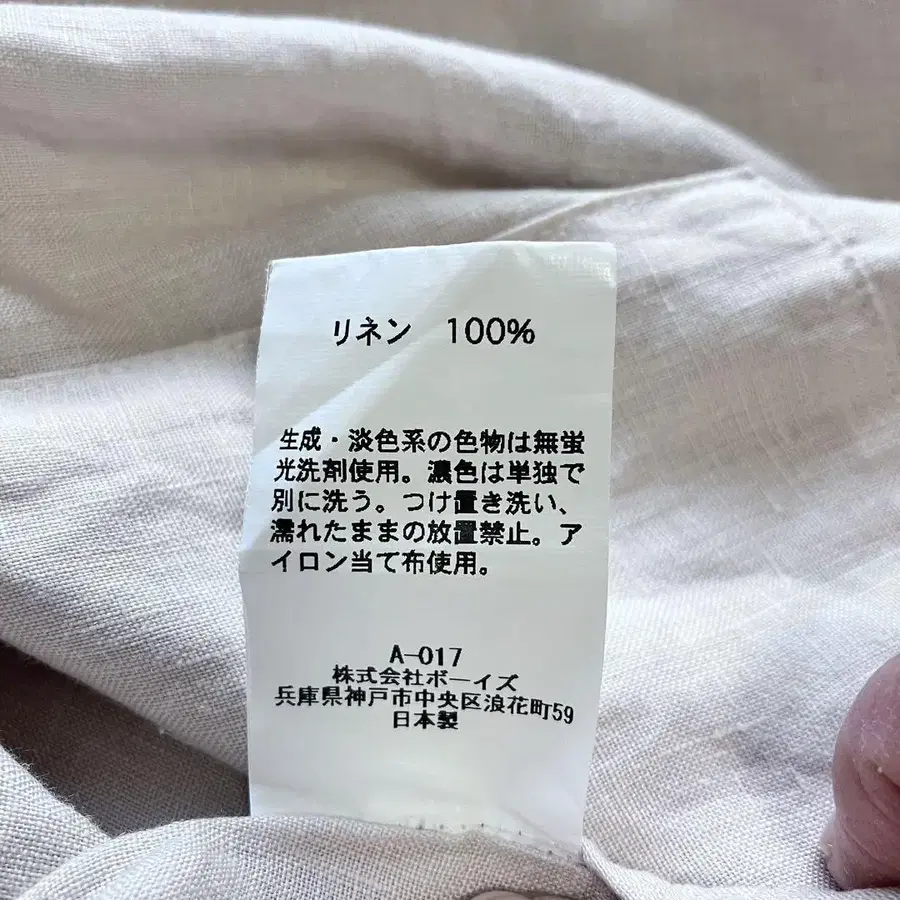 リネン 100%
生成・淡色系の色物は無蛍
光洗剤使用。濃色は単独で
別に洗う。つけ置き洗い、
濡れたままの放置禁止。ア
イロン当て布使用。
A-017
株式会社ボーイズ
兵庫県神戸市中央区浪花町59
日本製